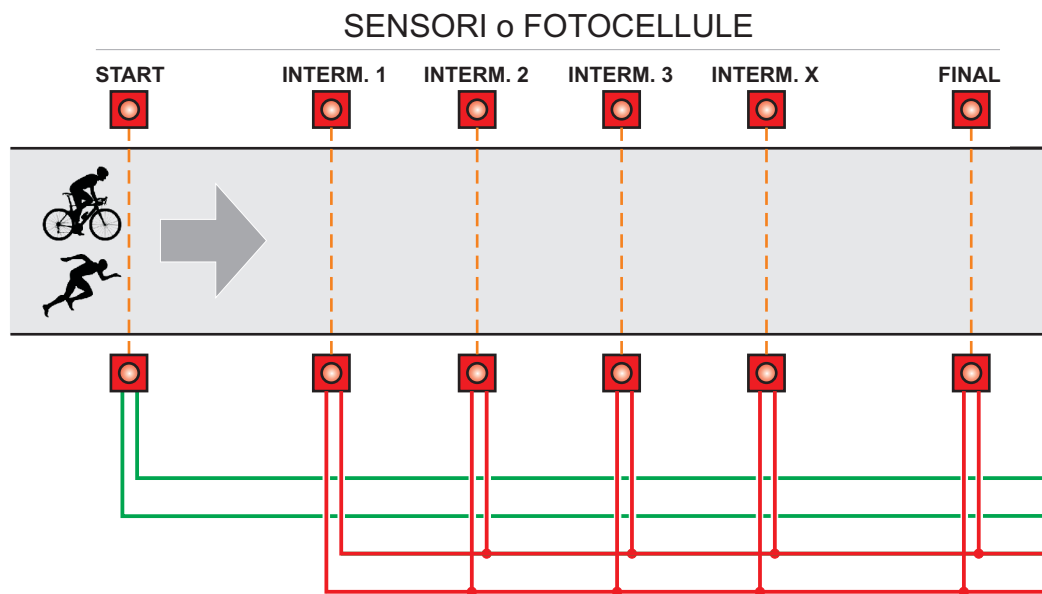 SENSORI o FOTOCELLULE
START INTERM. 1 INTERM. 2 INTERM. 3 INTERM. X FINAL